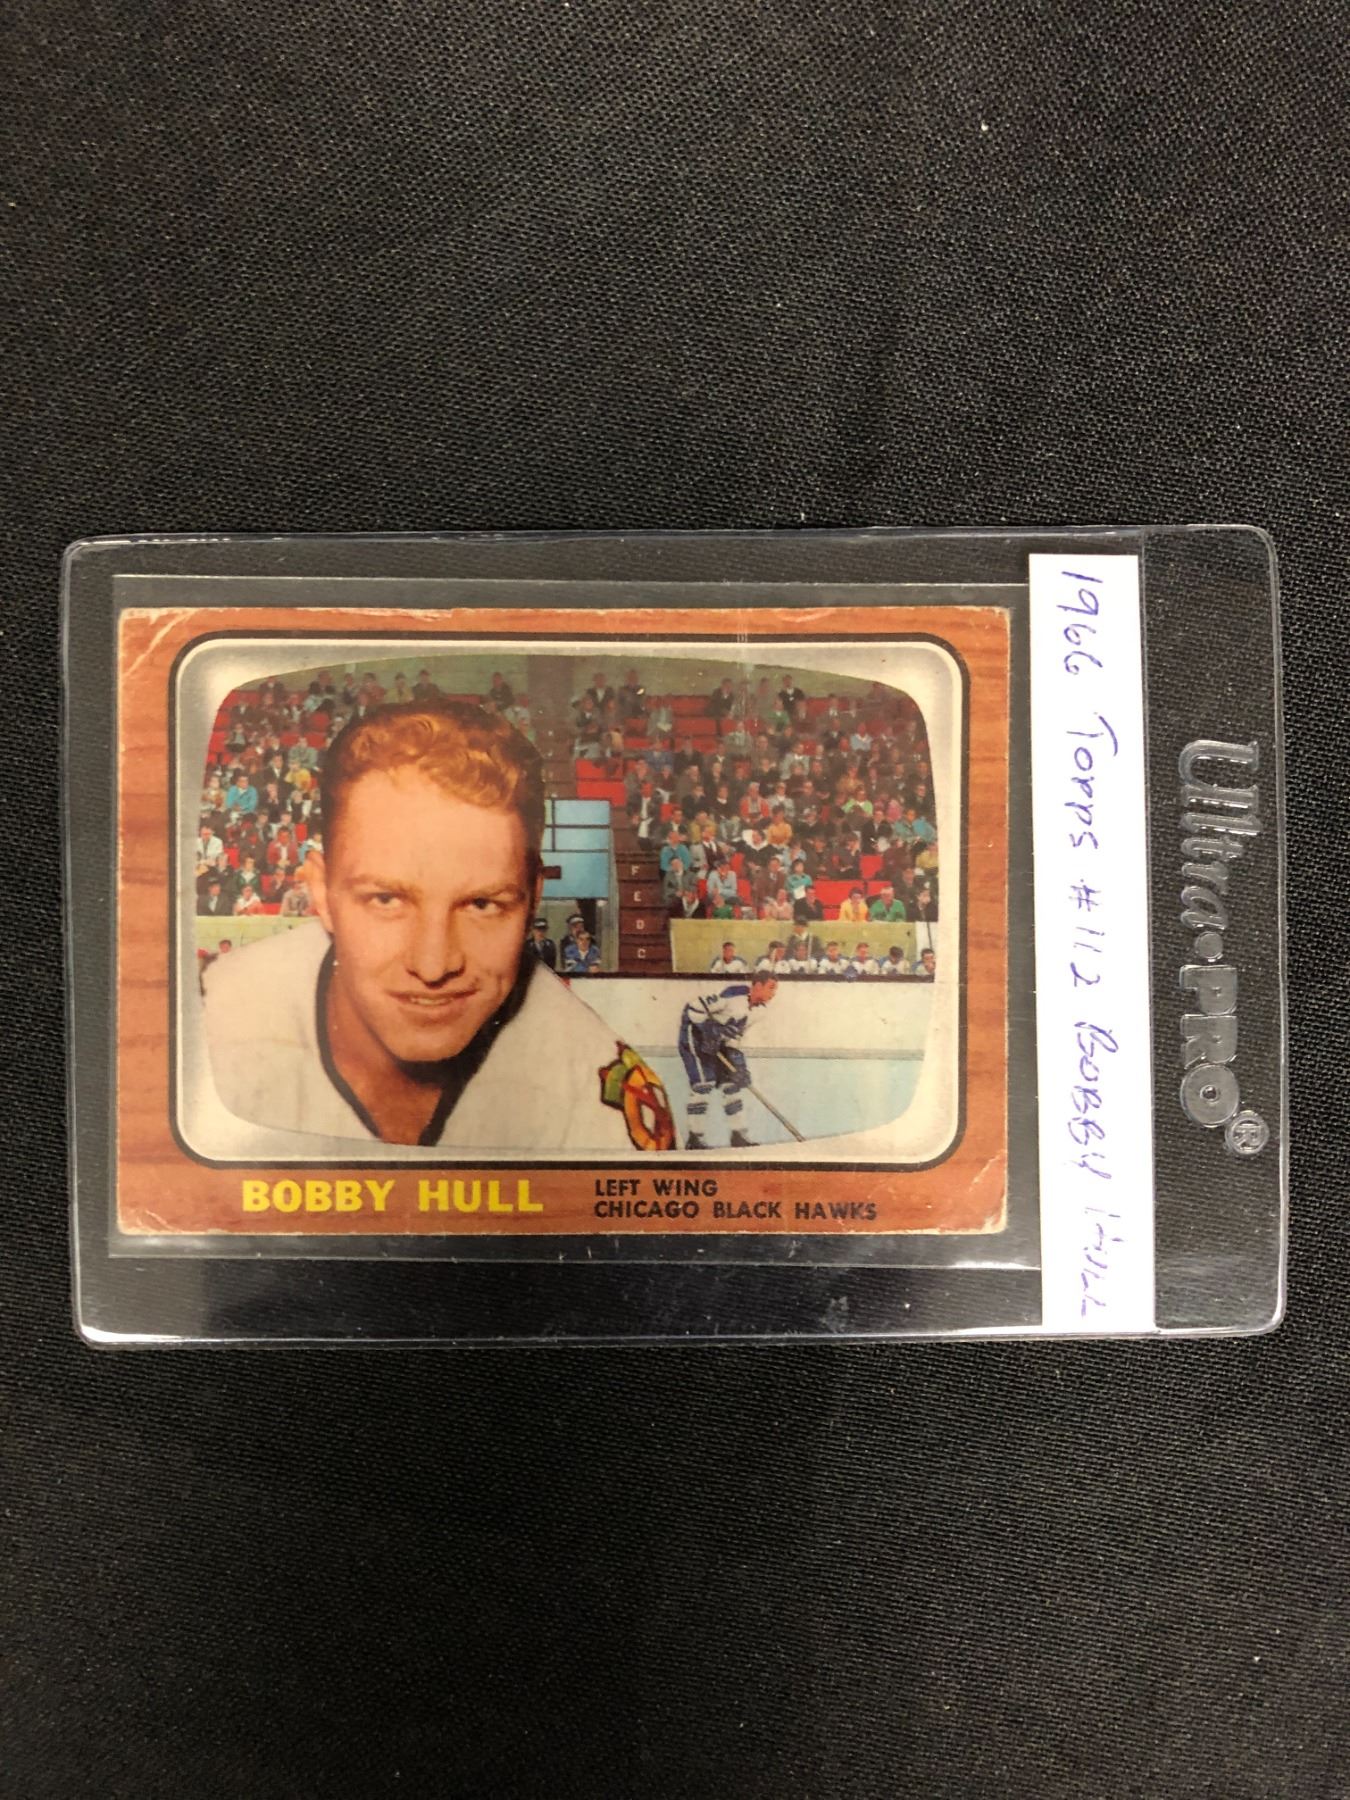 BOBBY HULL
LEFT WING
CHICAGO BLACK HAWKS
F
E
D
C
1966 Topps #112 BOBBY HULL
Ultra•PRO®